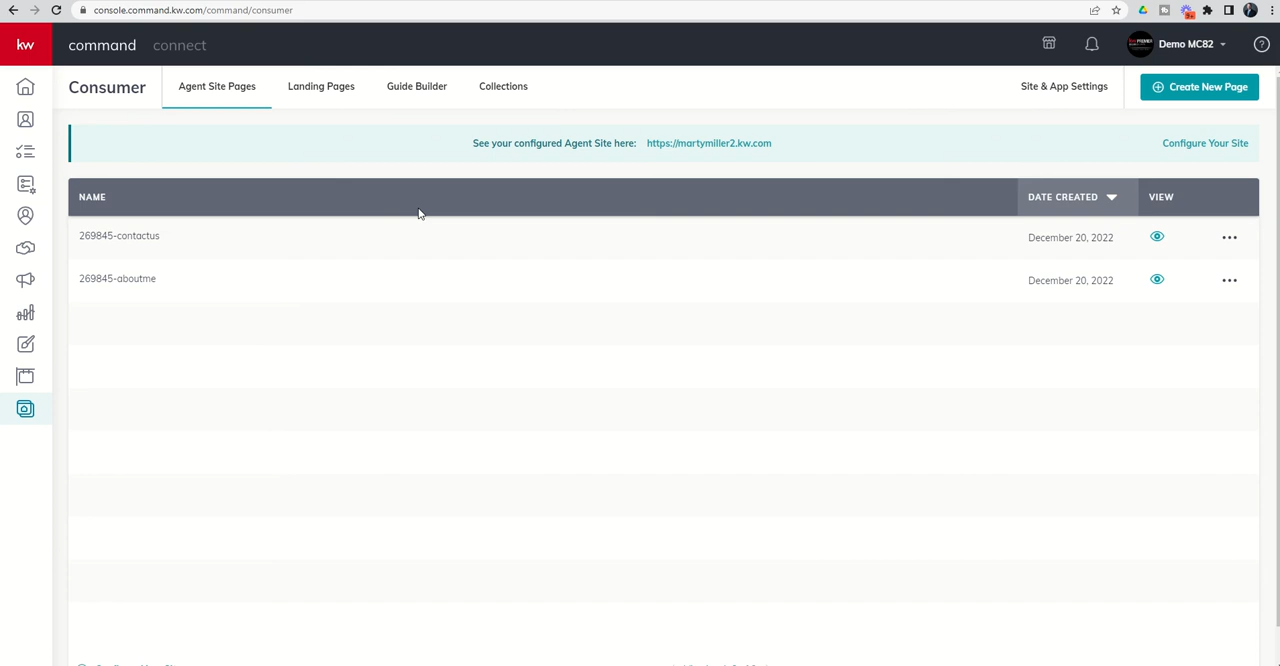 console.command.kw.com/command/consumer
9+
kw command connect
Demo MC82
Consumer
Agent Site Pages
Landing Pages
Guide Builder
Collections
Site & App Settings
Create New Page
See your configured Agent Site here: https://martymiller2.kw.com
Configure Your Site
NAME
DATE CREATED
VIEW
269845-contactus
December 20, 2022
269845-aboutme
December 20, 2022